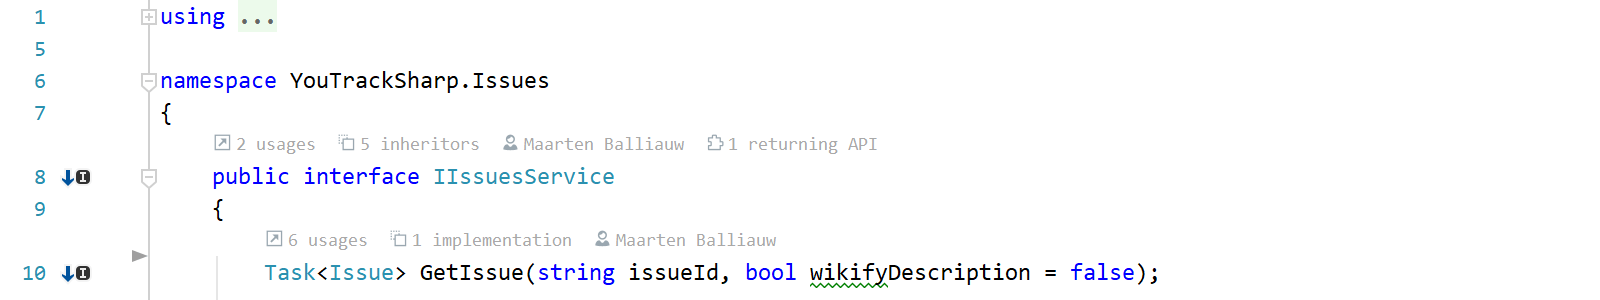 1 using ...
5
6 namespace YouTrackSharp.Issues
7 {
2 usages 5 inheritors Maarten Balliauw 1 returning API
8 public interface IIssuesService
9 {
6 usages 1 implementation Maarten Balliauw
10 Task<Issue> GetIssue(string issueId, bool wikifyDescription = false);